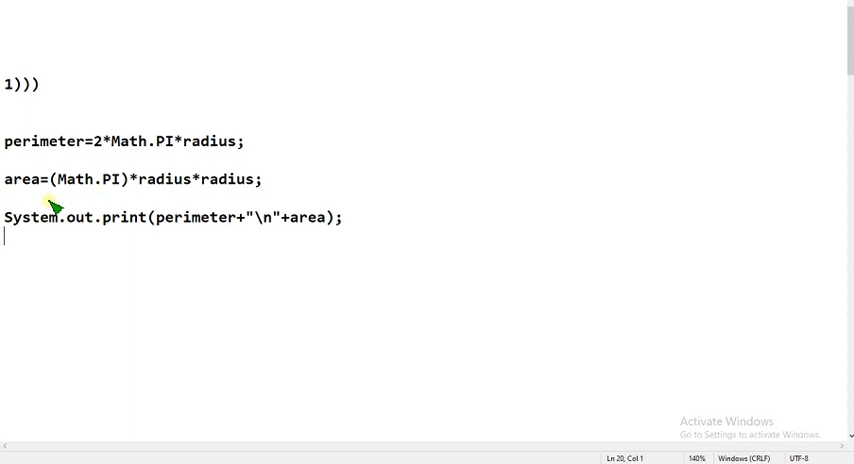 1)))
perimeter=2*Math.PI*radius;
area=(Math.PI)*radius*radius;
System.out.print(perimeter+"\n"+area);
Activate Windows
Go to Settings to activate Windows.
Ln 20, Col 1
140%
Windows (CRLF)
UTF-8